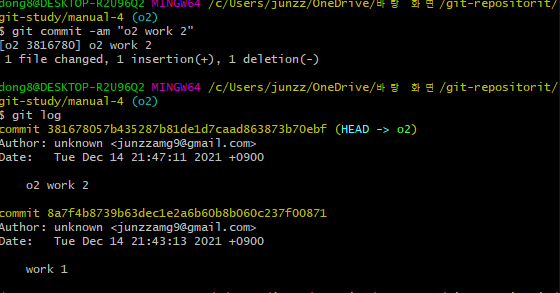 dong8@DESKTOP-R2U96Q2 MINGW64 /c/Users/junzz/OneDrive/바탕 화면/git-repositorit/
git-study/manual-4 (o2)
$ git commit -am "o2 work 2"
[o2 3816780] o2 work 2
 1 file changed, 1 insertion(+), 1 deletion(-)
dong8@DESKTOP-R2U96Q2 MINGW64 /c/Users/junzz/OneDrive/바탕 화면/git-repositorit/
git-study/manual-4 (o2)
$ git log
commit 381678057b435287b81de1d7caad863873b70ebf (HEAD -> o2)
Author: unknown <junzzamg9@gmail.com>
Date:   Tue Dec 14 21:47:11 2021 +0900
    o2 work 2
commit 8a7f4b8739b63dec1e2a6b60b8b060c237f00871
Author: unknown <junzzamg9@gmail.com>
Date:   Tue Dec 14 21:43:13 2021 +0900
    work 1